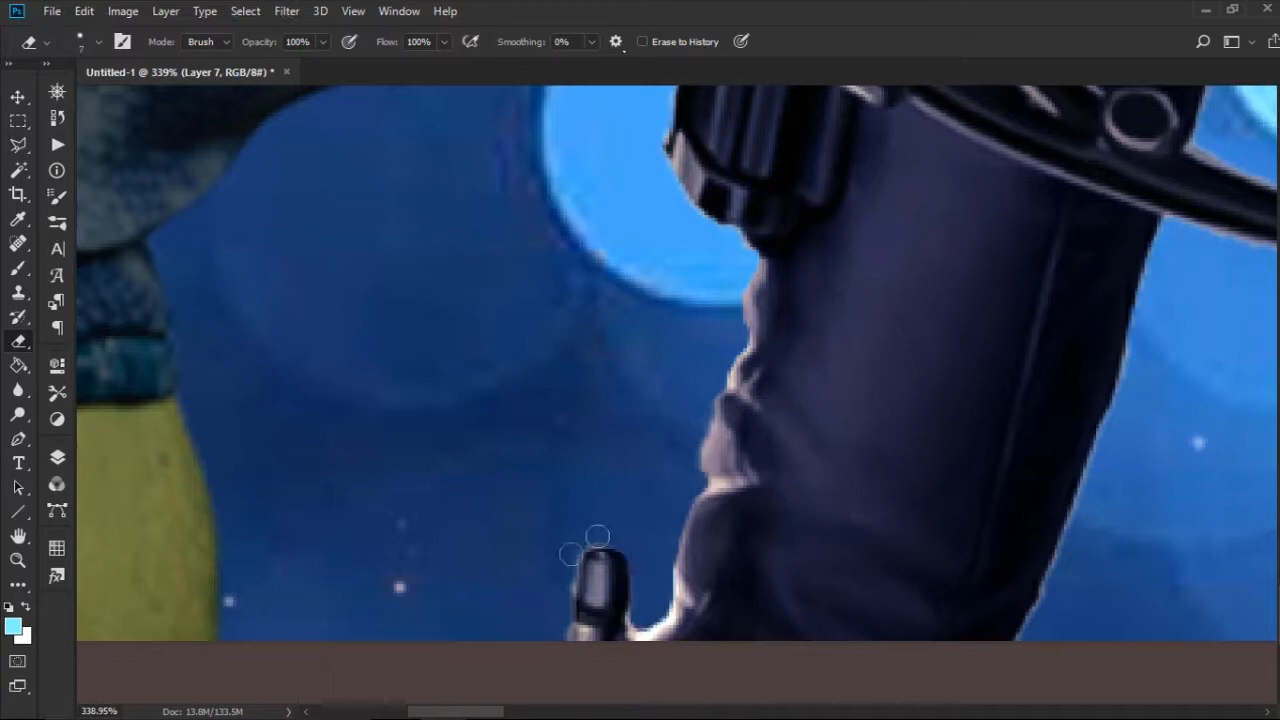 Ps File Edit Image Layer Type Select Filter 3D View Window Help
7 Mode: Brush Opacity: 100% Flow: 100% Smoothing: 0% Erase to History
Untitled-1 @ 339% (Layer 7, RGB/8#) * ×
338.95% Doc: 13.8M/133.5M